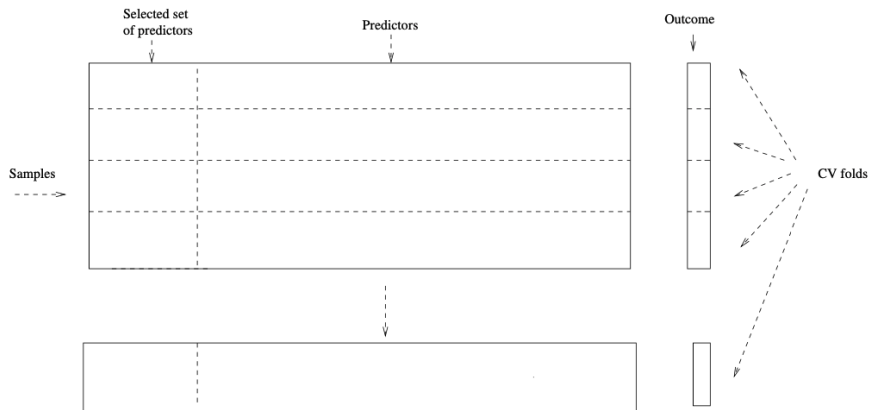 Selected set
of predictors
Predictors
Outcome
Samples
CV folds